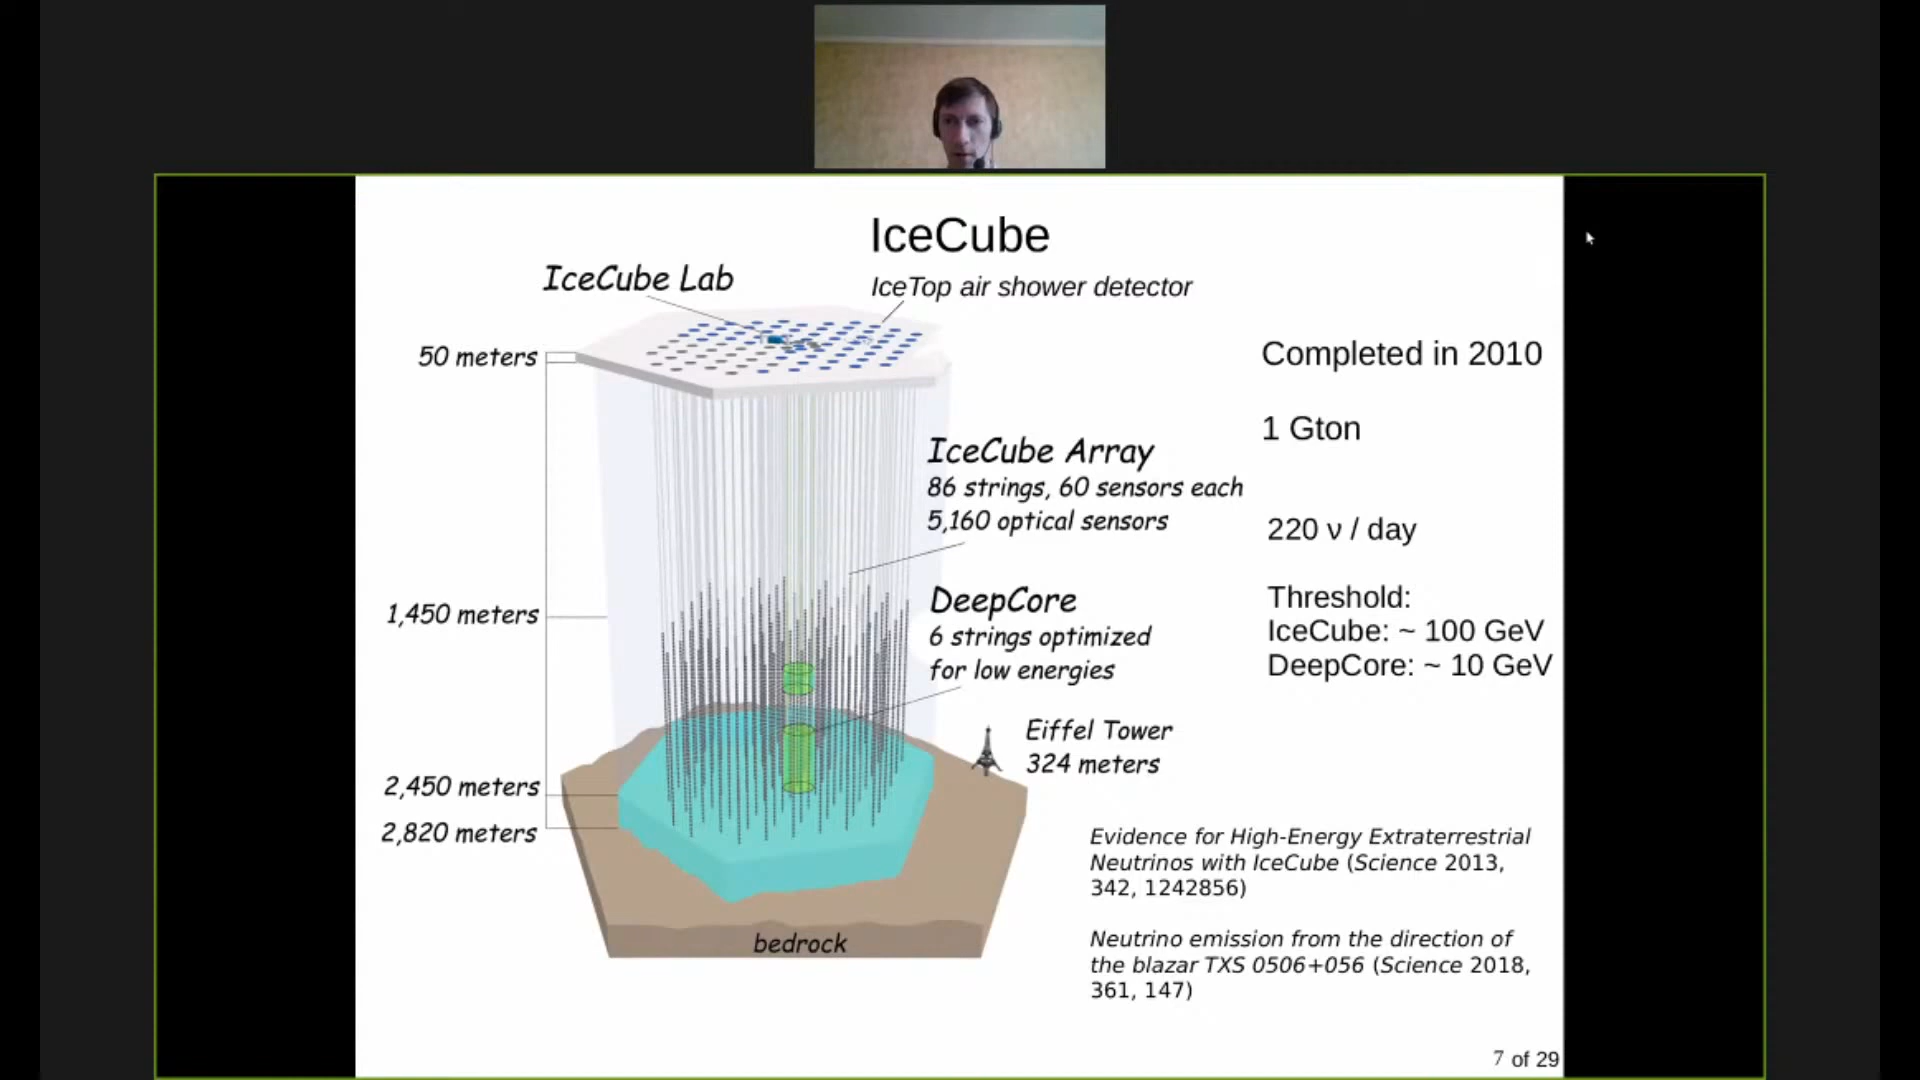 IceCube
IceCube Lab
IceTop air shower detector
50 meters
Completed in 2010
1 Gton
IceCube Array
86 strings, 60 sensors each
5,160 optical sensors
220 ν / day
DeepCore
6 strings optimized
for low energies
Threshold:
IceCube: ~ 100 GeV
DeepCore: ~ 10 GeV
1,450 meters
Eiffel Tower
324 meters
2,450 meters
2,820 meters
Evidence for High-Energy Extraterrestrial
Neutrinos with IceCube (Science 2013,
342, 1242856)
bedrock
Neutrino emission from the direction of
the blazar TXS 0506+056 (Science 2018,
361, 147)
7 of 29